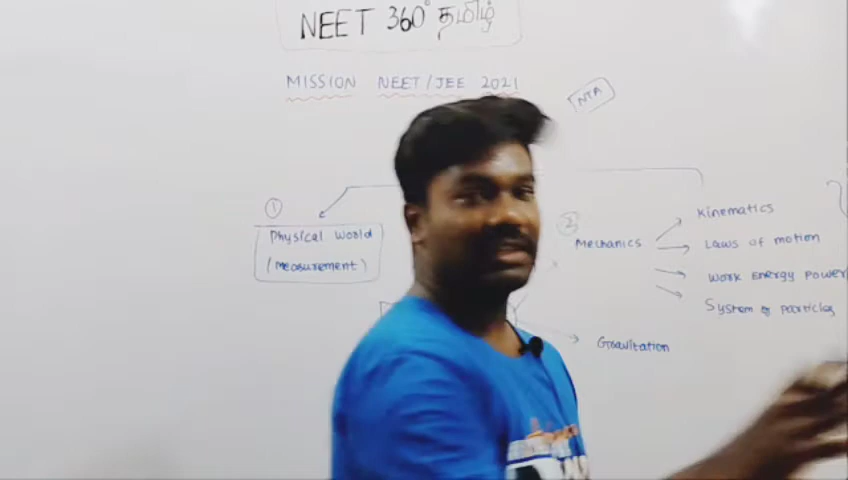 NEET 360° தமிழ்
MISSION NEET/JEE 2021
NTA
①
Physical World
(Measurement)
②
Mechanics
Kinematics
Laws of motion
Work Energy Power
System of particles
Gravitation